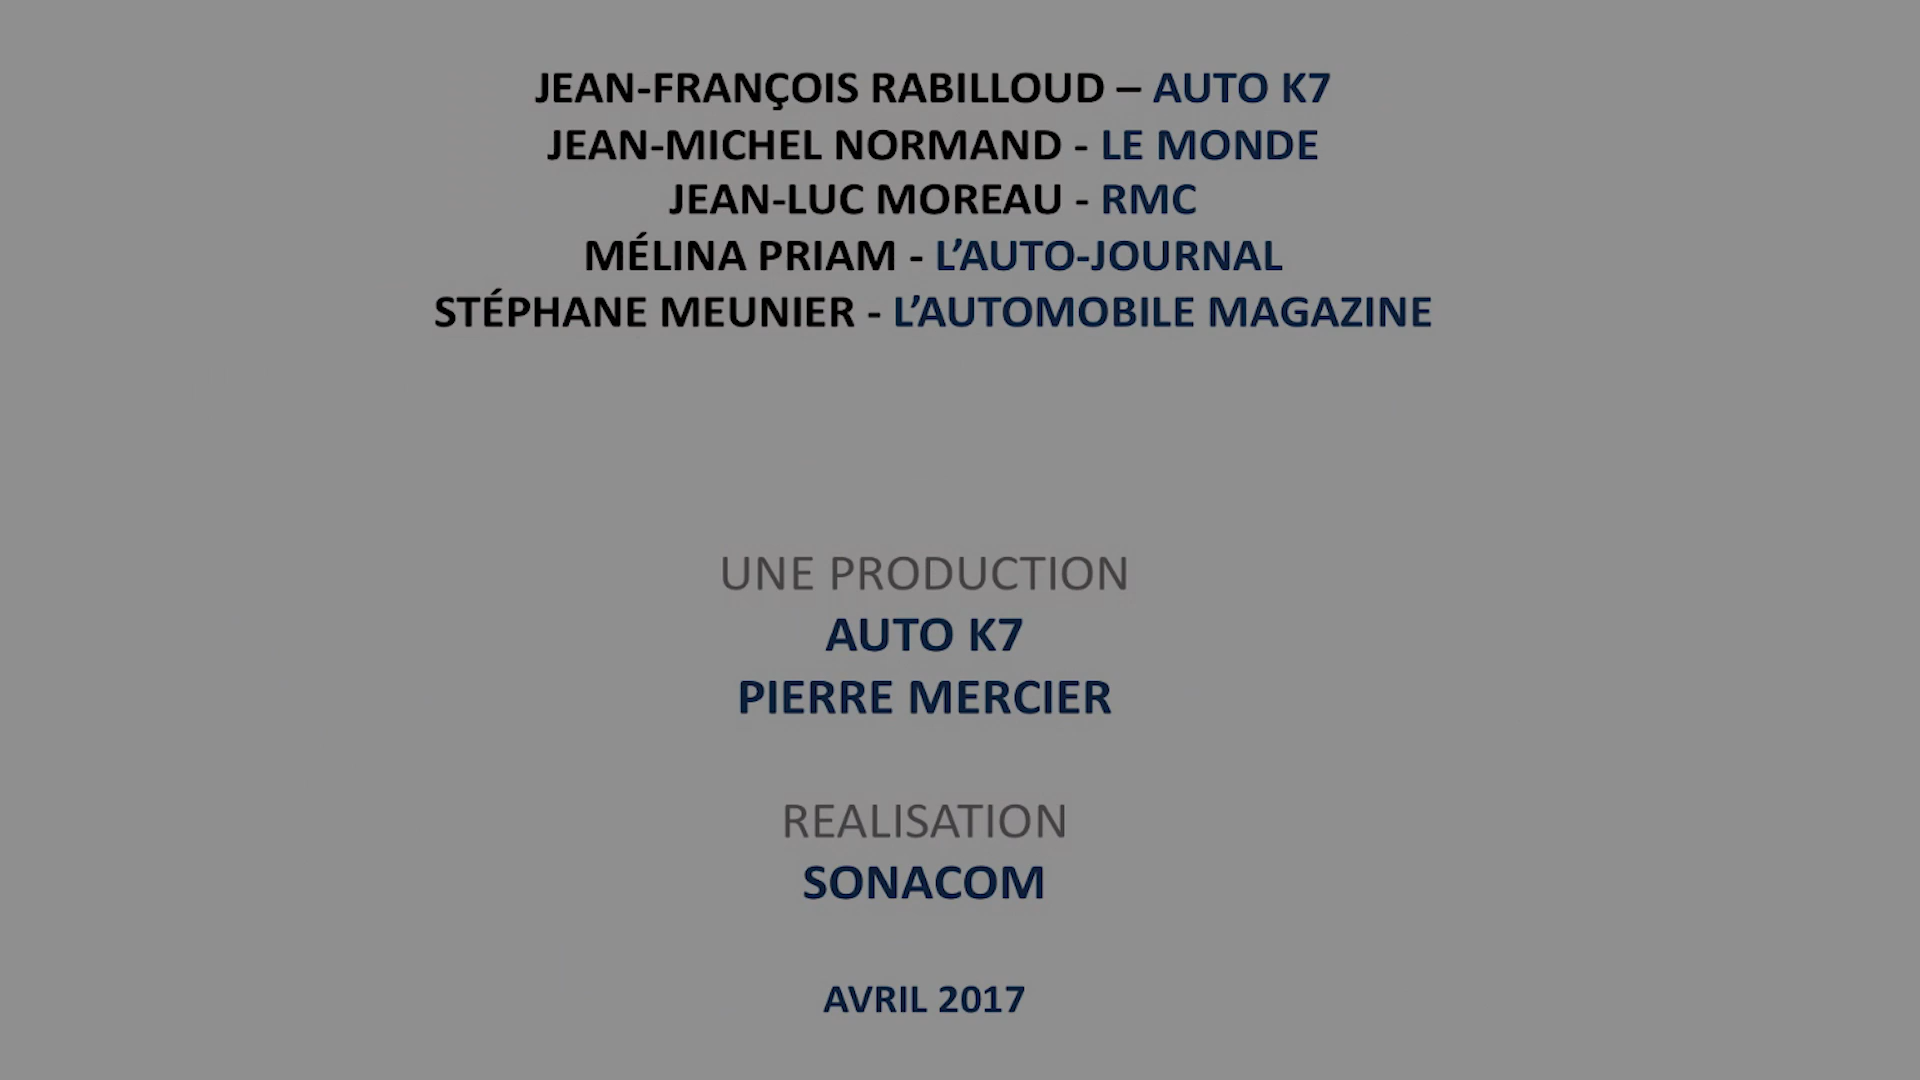 JEAN-FRANÇOIS RABILLOUD – AUTO K7
JEAN-MICHEL NORMAND - LE MONDE
JEAN-LUC MOREAU - RMC
MÉLINA PRIAM - L’AUTO-JOURNAL
STÉPHANE MEUNIER - L’AUTOMOBILE MAGAZINE
UNE PRODUCTION
AUTO K7
PIERRE MERCIER
REALISATION
SONACOM
AVRIL 2017